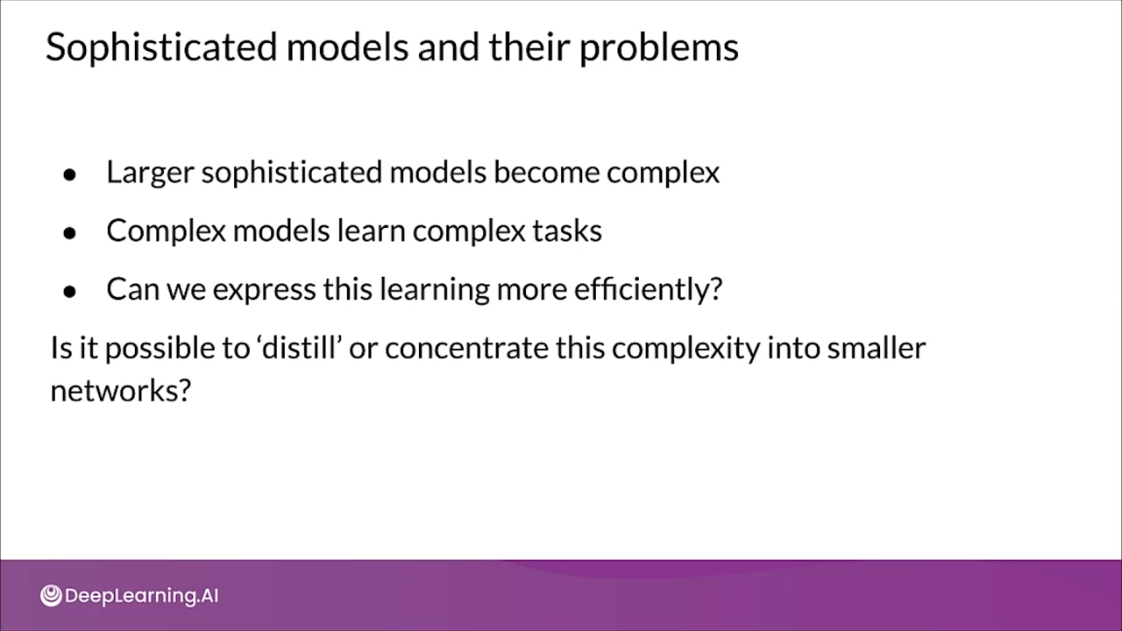 Sophisticated models and their problems
● Larger sophisticated models become complex
● Complex models learn complex tasks
● Can we express this learning more efficiently?
Is it possible to ‘distill’ or concentrate this complexity into smaller
networks?
DeepLearning.AI